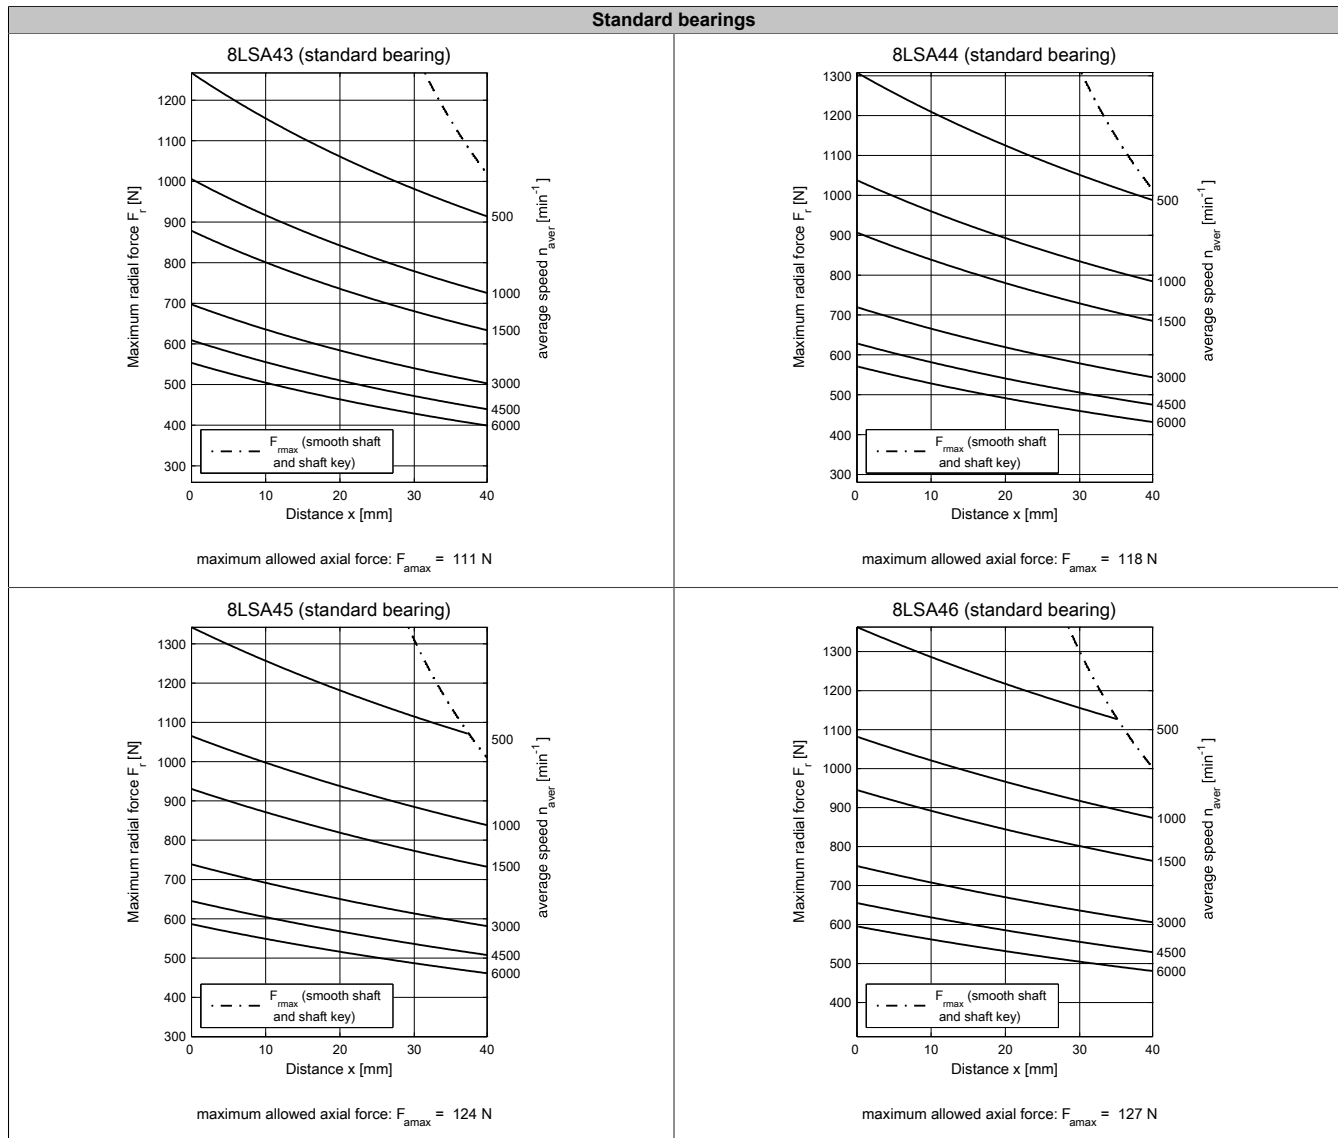 Standard bearings
8LSA43 (standard bearing)
Maximum radial force F_r [N]
1200
1100
1000
900
800
700
600
500
400
300
0 10 20 30 40
Distance x [mm]
500
1000
1500
3000
4500
6000
average speed n_aver [min^-1]
F_rmax (smooth shaft
and shaft key)
maximum allowed axial force: F_amax = 111 N
8LSA44 (standard bearing)
Maximum radial force F_r [N]
1300
1200
1100
1000
900
800
700
600
500
400
300
0 10 20 30 40
Distance x [mm]
500
1000
1500
3000
4500
6000
average speed n_aver [min^-1]
F_rmax (smooth shaft
and shaft key)
maximum allowed axial force: F_amax = 118 N
8LSA45 (standard bearing)
Maximum radial force F_r [N]
1300
1200
1100
1000
900
800
700
600
500
400
300
0 10 20 30 40
Distance x [mm]
500
1000
1500
3000
4500
6000
average speed n_aver [min^-1]
F_rmax (smooth shaft
and shaft key)
maximum allowed axial force: F_amax = 124 N
8LSA46 (standard bearing)
Maximum radial force F_r [N]
1300
1200
1100
1000
900
800
700
600
500
400
0 10 20 30 40
Distance x [mm]
500
1000
1500
3000
4500
6000
average speed n_aver [min^-1]
F_rmax (smooth shaft
and shaft key)
maximum allowed axial force: F_amax = 127 N